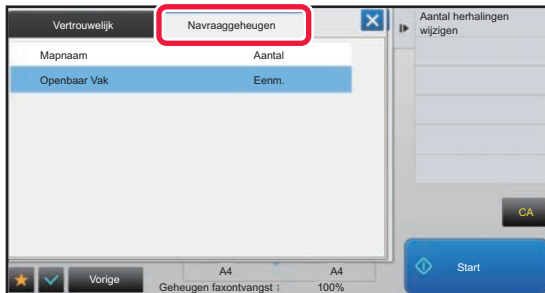 Vertrouwelijk
Navraaggeheugen
Aantal herhalingen
wijzigen
Mapnaam Aantal
Openbaar Vak Eenm.
CA
Start
Vorige
A4 A4
Geheugen faxontvangst : 100%